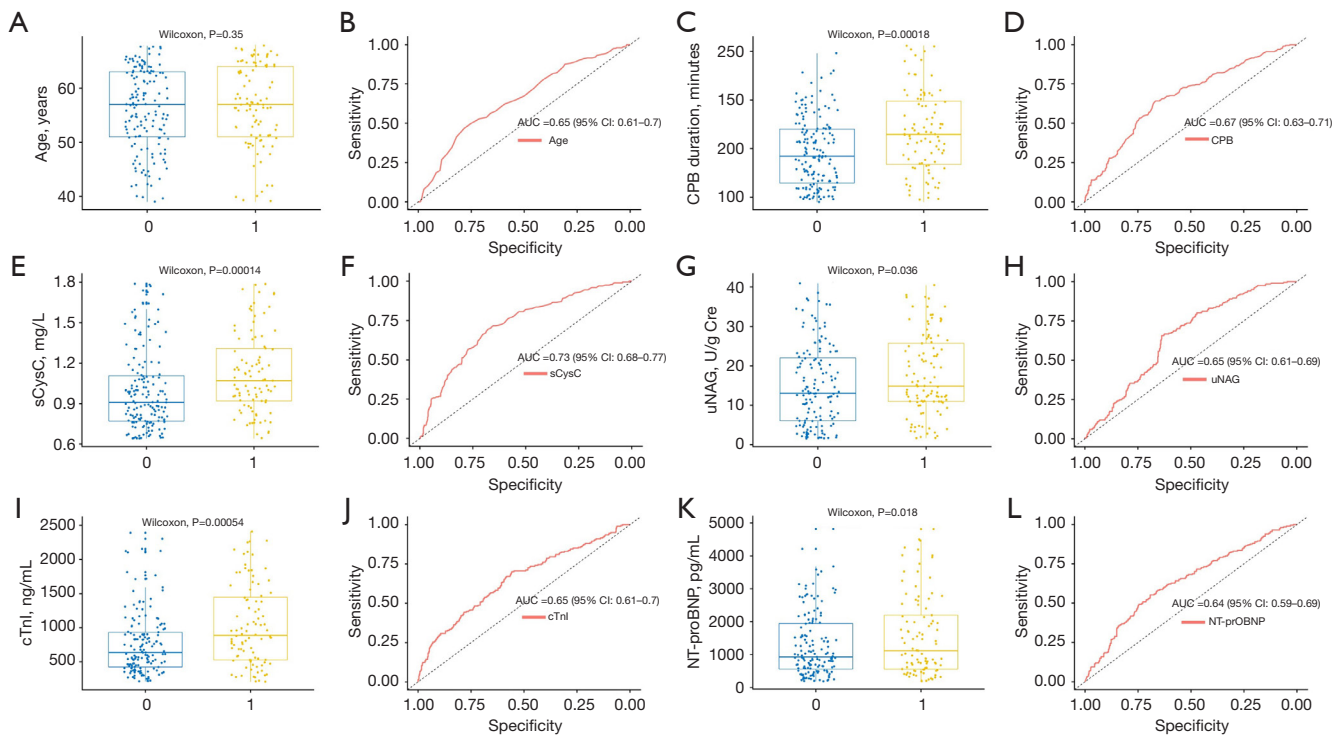 A
Wilcoxon, P=0.35
Age, years
60
50
40
0
1
B
Sensitivity
1.00
0.75
0.50
0.25
0.00
AUC =0.65 (95% CI: 0.61–0.7)
Age
1.00
0.75
0.50
0.25
0.00
Specificity
C
Wilcoxon, P=0.00018
CPB duration, minutes
250
150
200
100
0
1
D
Sensitivity
1.00
0.75
0.50
0.25
0.00
AUC =0.67 (95% CI: 0.63–0.71)
CPB
1.00
0.75
0.50
0.25
0.00
Specificity
E
Wilcoxon, P=0.00014
sCysC, mg/L
1.8
1.5
1.2
0.9
0.6
0
1
F
Sensitivity
1.00
0.75
0.50
0.25
0.00
AUC =0.73 (95% CI: 0.68–0.77)
sCysC
1.00
0.75
0.50
0.25
0.00
Specificity
G
Wilcoxon, P=0.036
uNAG, U/g Cre
40
30
20
10
0
0
1
H
Sensitivity
1.00
0.75
0.50
0.25
0.00
AUC =0.65 (95% CI: 0.61–0.69)
uNAG
1.00
0.75
0.50
0.25
0.00
Specificity
I
Wilcoxon, P=0.00054
cTnI, ng/mL
2500
2000
1500
1000
500
0
1
J
Sensitivity
1.00
0.75
0.50
0.25
0.00
AUC =0.65 (95% CI: 0.61–0.7)
cTnI
1.00
0.75
0.50
0.25
0.00
Specificity
K
Wilcoxon, P=0.018
NT-proBNP, pg/mL
5000
4000
3000
2000
1000
0
0
1
L
Sensitivity
1.00
0.75
0.50
0.25
0.00
AUC =0.64 (95% CI: 0.59–0.69)
NT-prOBNP
1.00
0.75
0.50
0.25
0.00
Specificity